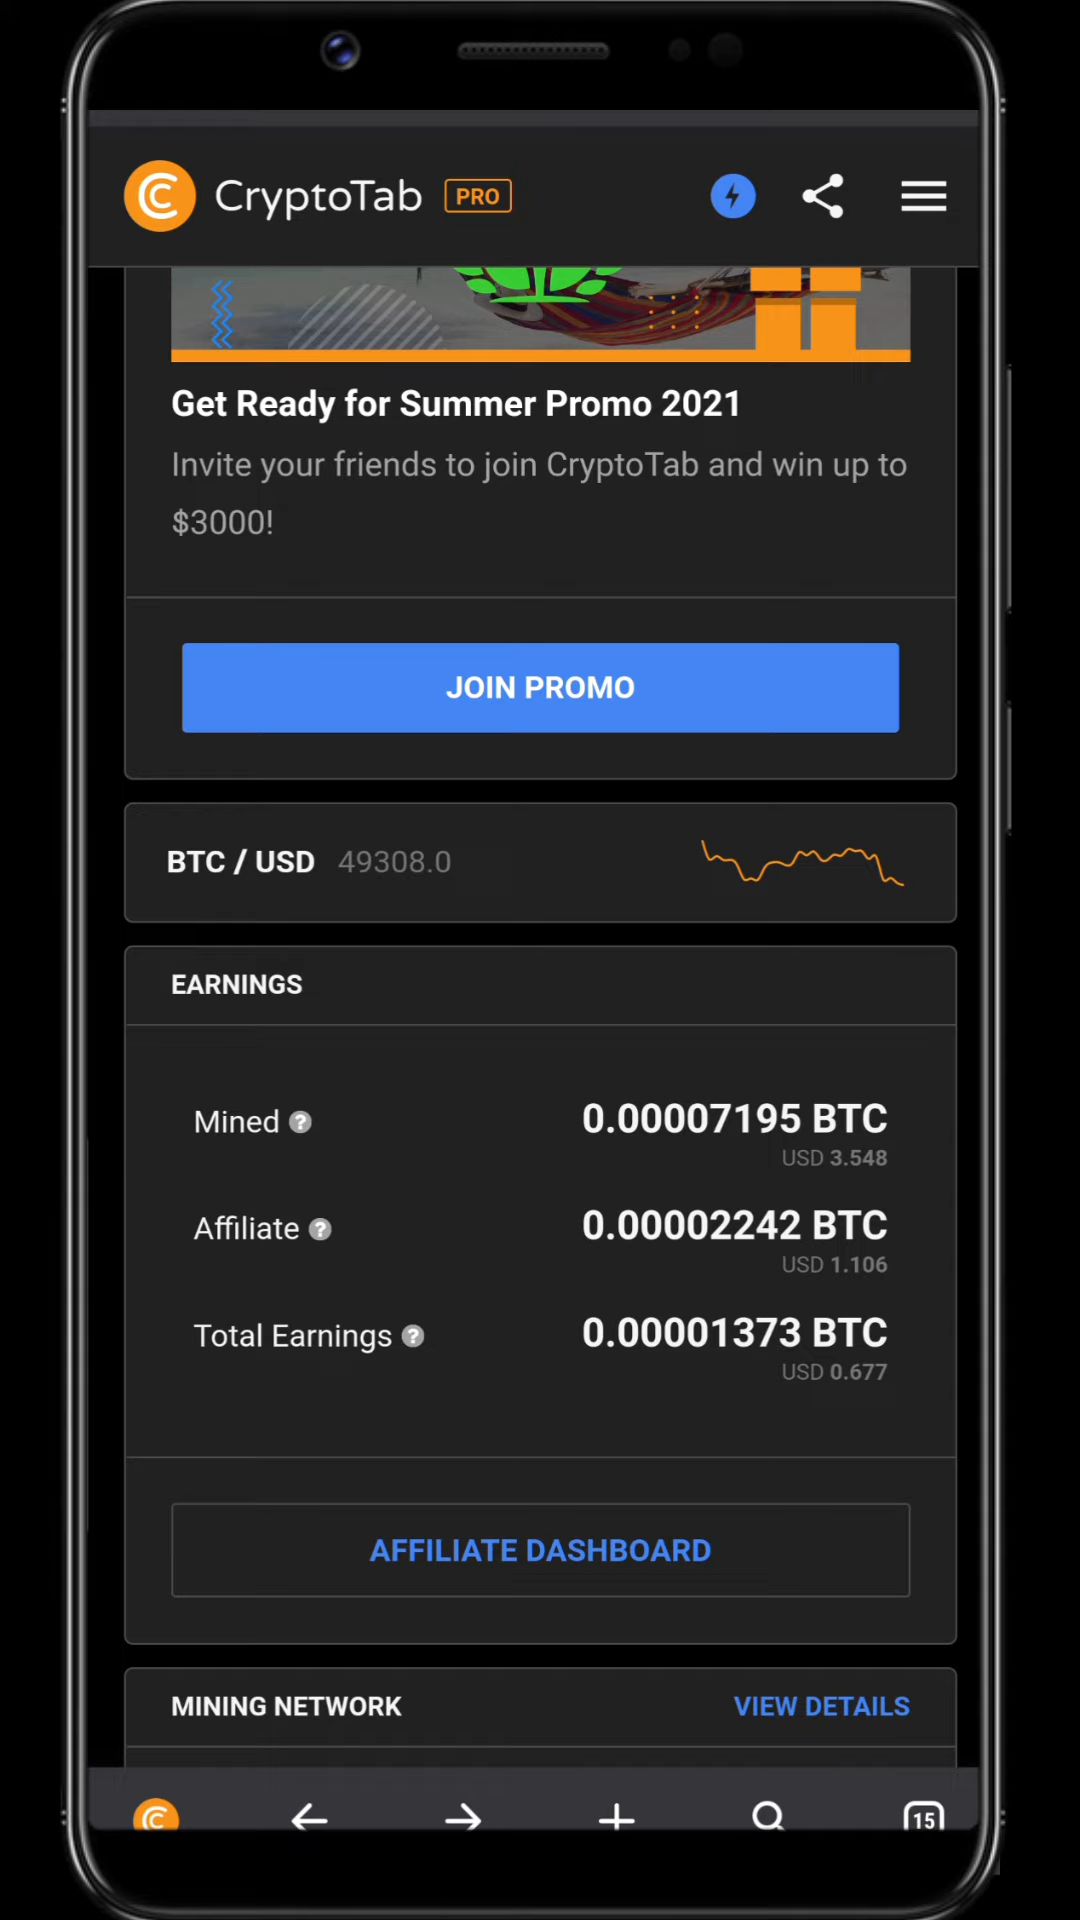 CryptoTab PRO
Get Ready for Summer Promo 2021
Invite your friends to join CryptoTab and win up to
$3000!
JOIN PROMO
BTC / USD 49308.0
EARNINGS
Mined ? 0.00007195 BTC
USD 3.548
Affiliate ? 0.00002242 BTC
USD 1.106
Total Earnings ? 0.00001373 BTC
USD 0.677
AFFILIATE DASHBOARD
MINING NETWORK VIEW DETAILS
15